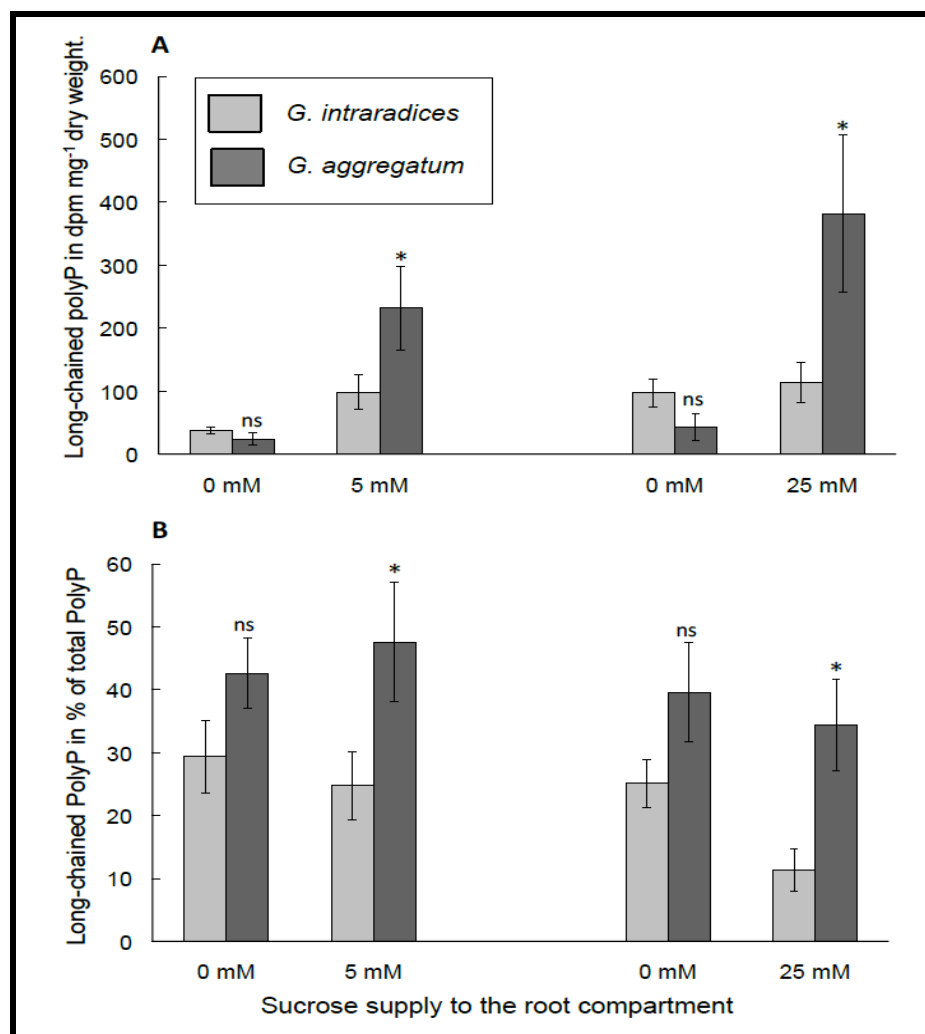 A
Long-chained polyP in dpm mg⁻¹ dry weight.
600
500
400
300
200
100
0
G. intraradices
G. aggregatum
ns
*
ns
*
0 mM 5 mM 0 mM 25 mM
B
Long-chained PolyP in % of total PolyP
60
50
40
30
20
10
0
ns
*
ns
*
0 mM 5 mM 0 mM 25 mM
Sucrose supply to the root compartment